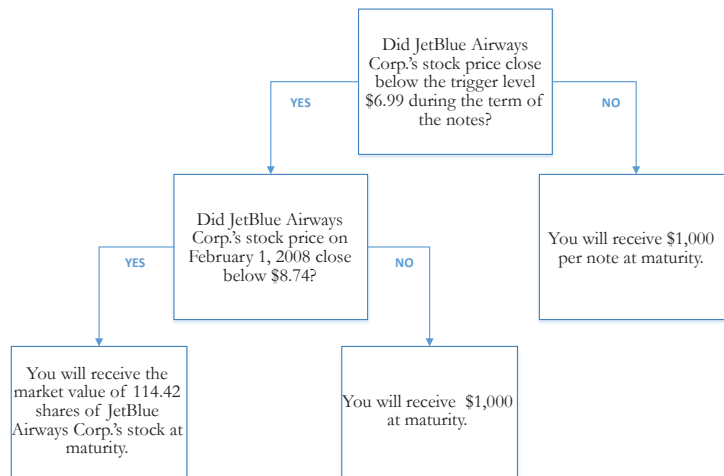 Did JetBlue Airways
Corp.'s stock price close
below the trigger level
$6.99 during the term of
the notes?
YES
NO
Did JetBlue Airways
Corp.'s stock price on
February 1, 2008 close
below $8.74?
You will receive $1,000
per note at maturity.
YES
NO
You will receive the
market value of 114.42
shares of JetBlue
Airways Corp.'s stock at
maturity.
You will receive $1,000
at maturity.